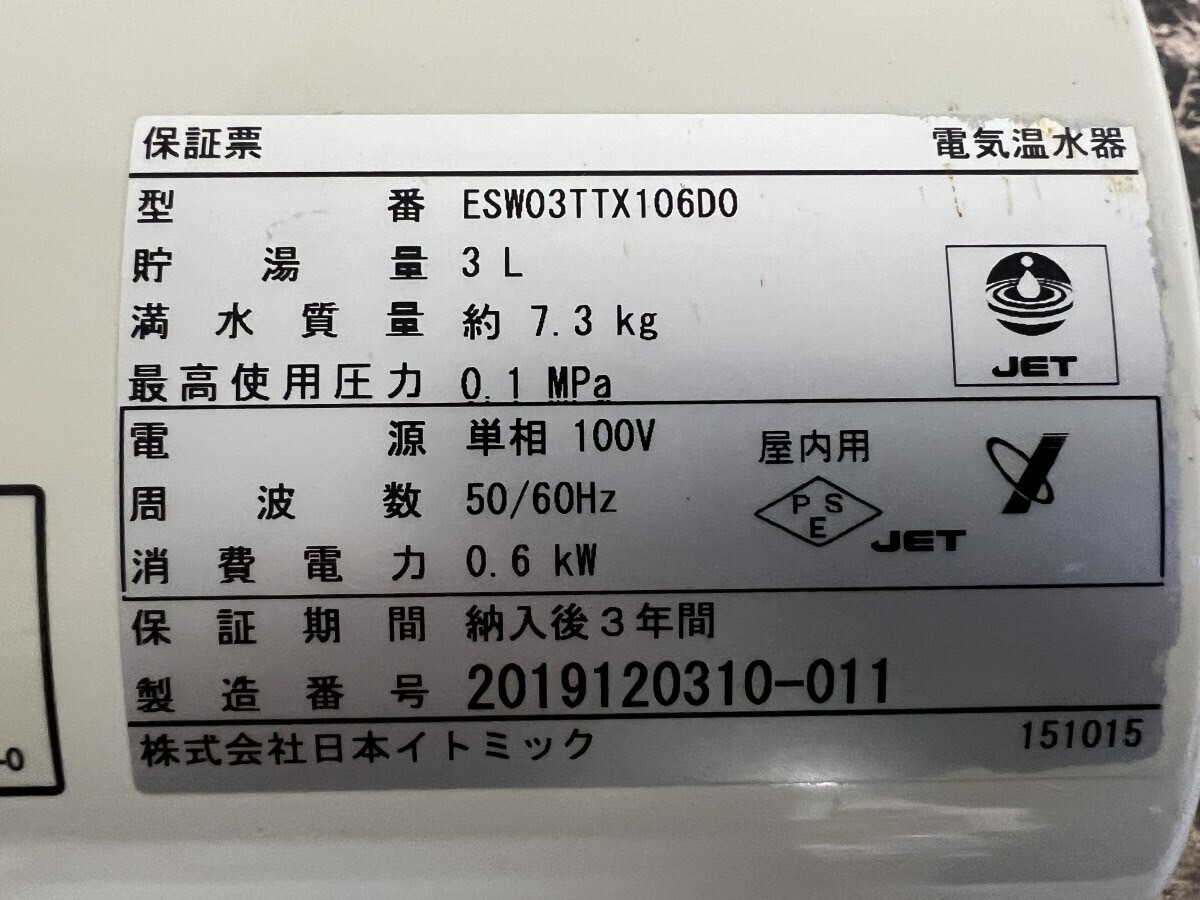 保証票 電気温水器
型番 ESW03TTX106D0
貯湯量 3 L
満水質量 約 7.3 kg
最高使用圧力 0.1 MPa
JET
電源 単相 100V 屋内用
周波数 50/60Hz
PSE JET
消費電力 0.6 kW
保証期間 納入後3年間
製造番号 2019120310-011
株式会社日本イトミック 151015
-0